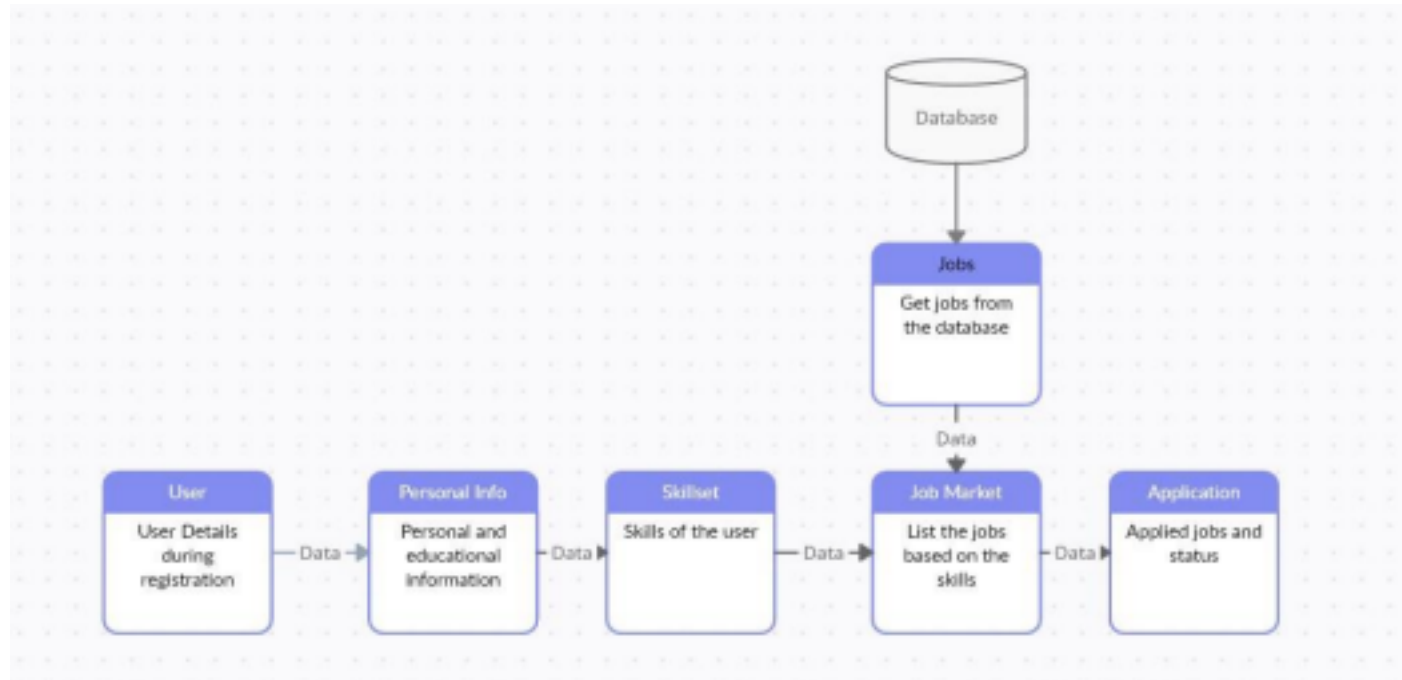 Database
Jobs
Get jobs from
the database
Data
User
User Details
during
registration
Data
Personal Info
Personal and
educational
information
Data
Skillset
Skills of the user
Data
Job Market
List the jobs
based on the
skills
Data
Application
Applied jobs and
status